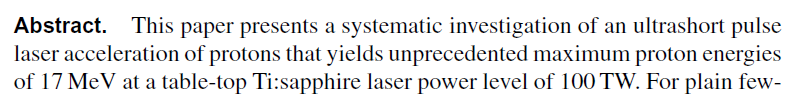 Abstract. This paper presents a systematic investigation of an ultrashort pulse
laser acceleration of protons that yields unprecedented maximum proton energies
of 17 MeV at a table-top Ti:sapphire laser power level of 100 TW. For plain few-